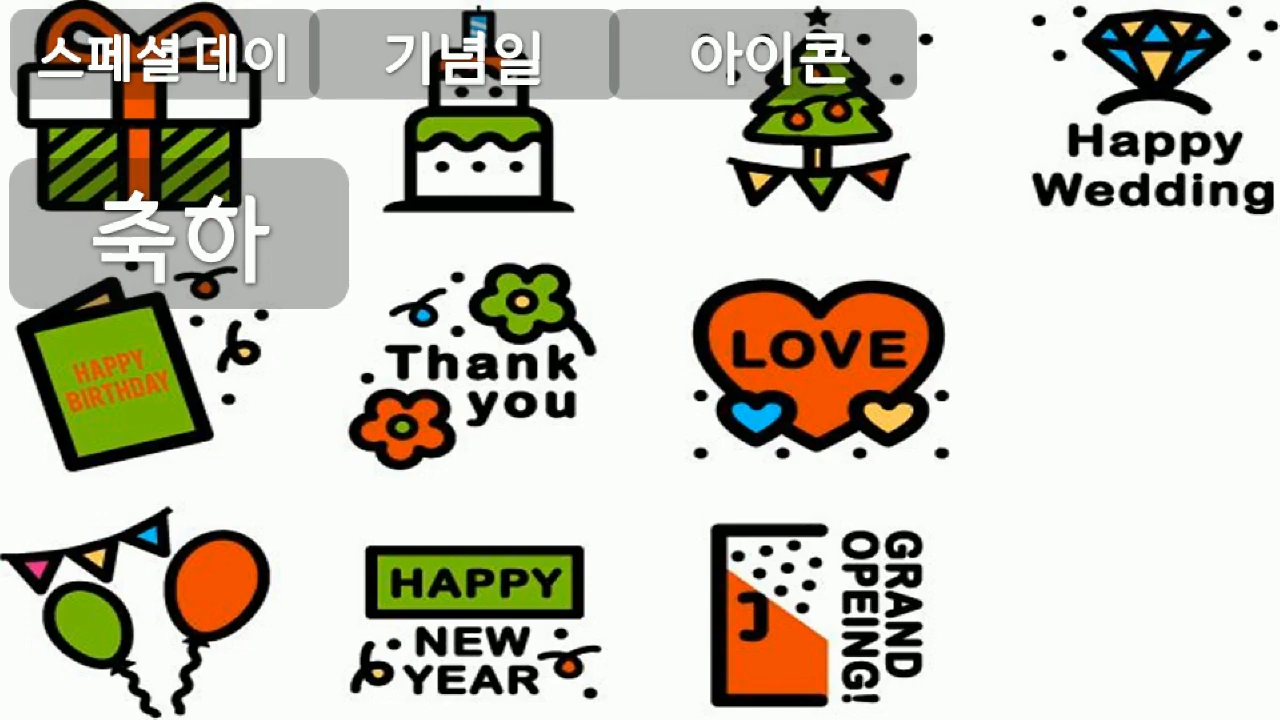 스페셜 데이
기념일
아이콘
축하
Happy
Wedding
HAPPY
BIRTHDAY
Thank
you
LOVE
HAPPY
NEW
YEAR
GRAND
OPEING!